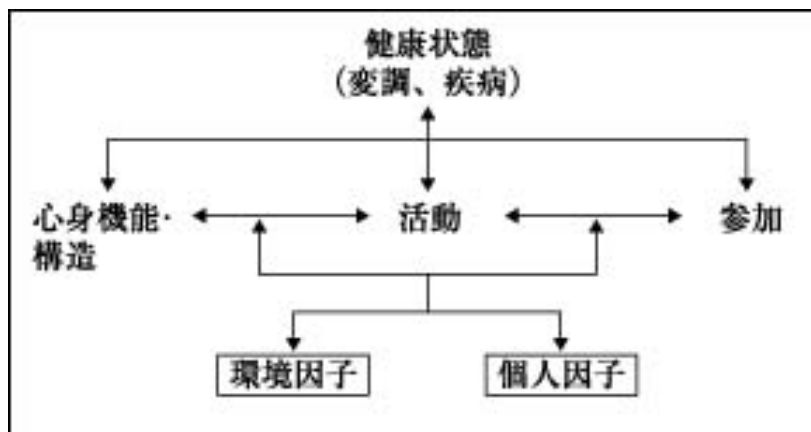 健康状態
(変調、疾病)
心身機能・
構造
活動
参加
環境因子
個人因子